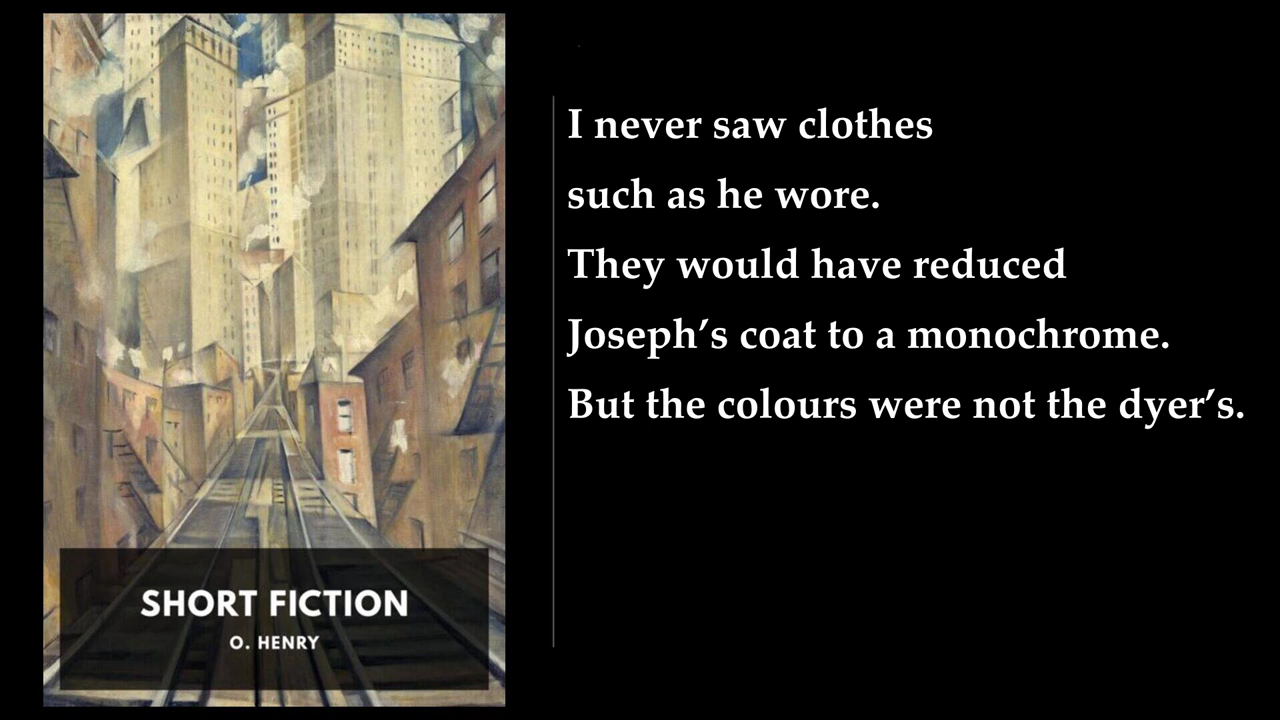 I never saw clothes
such as he wore.
They would have reduced
Joseph’s coat to a monochrome.
But the colours were not the dyer’s.
SHORT FICTION
O. HENRY